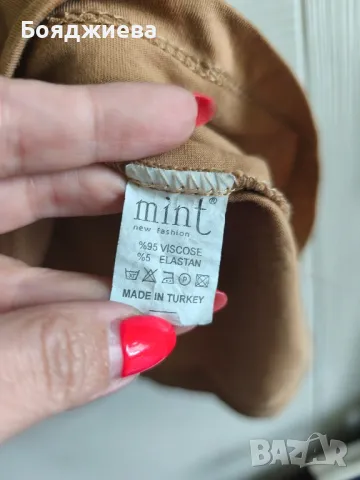 Бояджиева
mint®
new fashion
%95 VISCOSE
%5 ELASTAN
MADE IN TURKEY
BAZAR